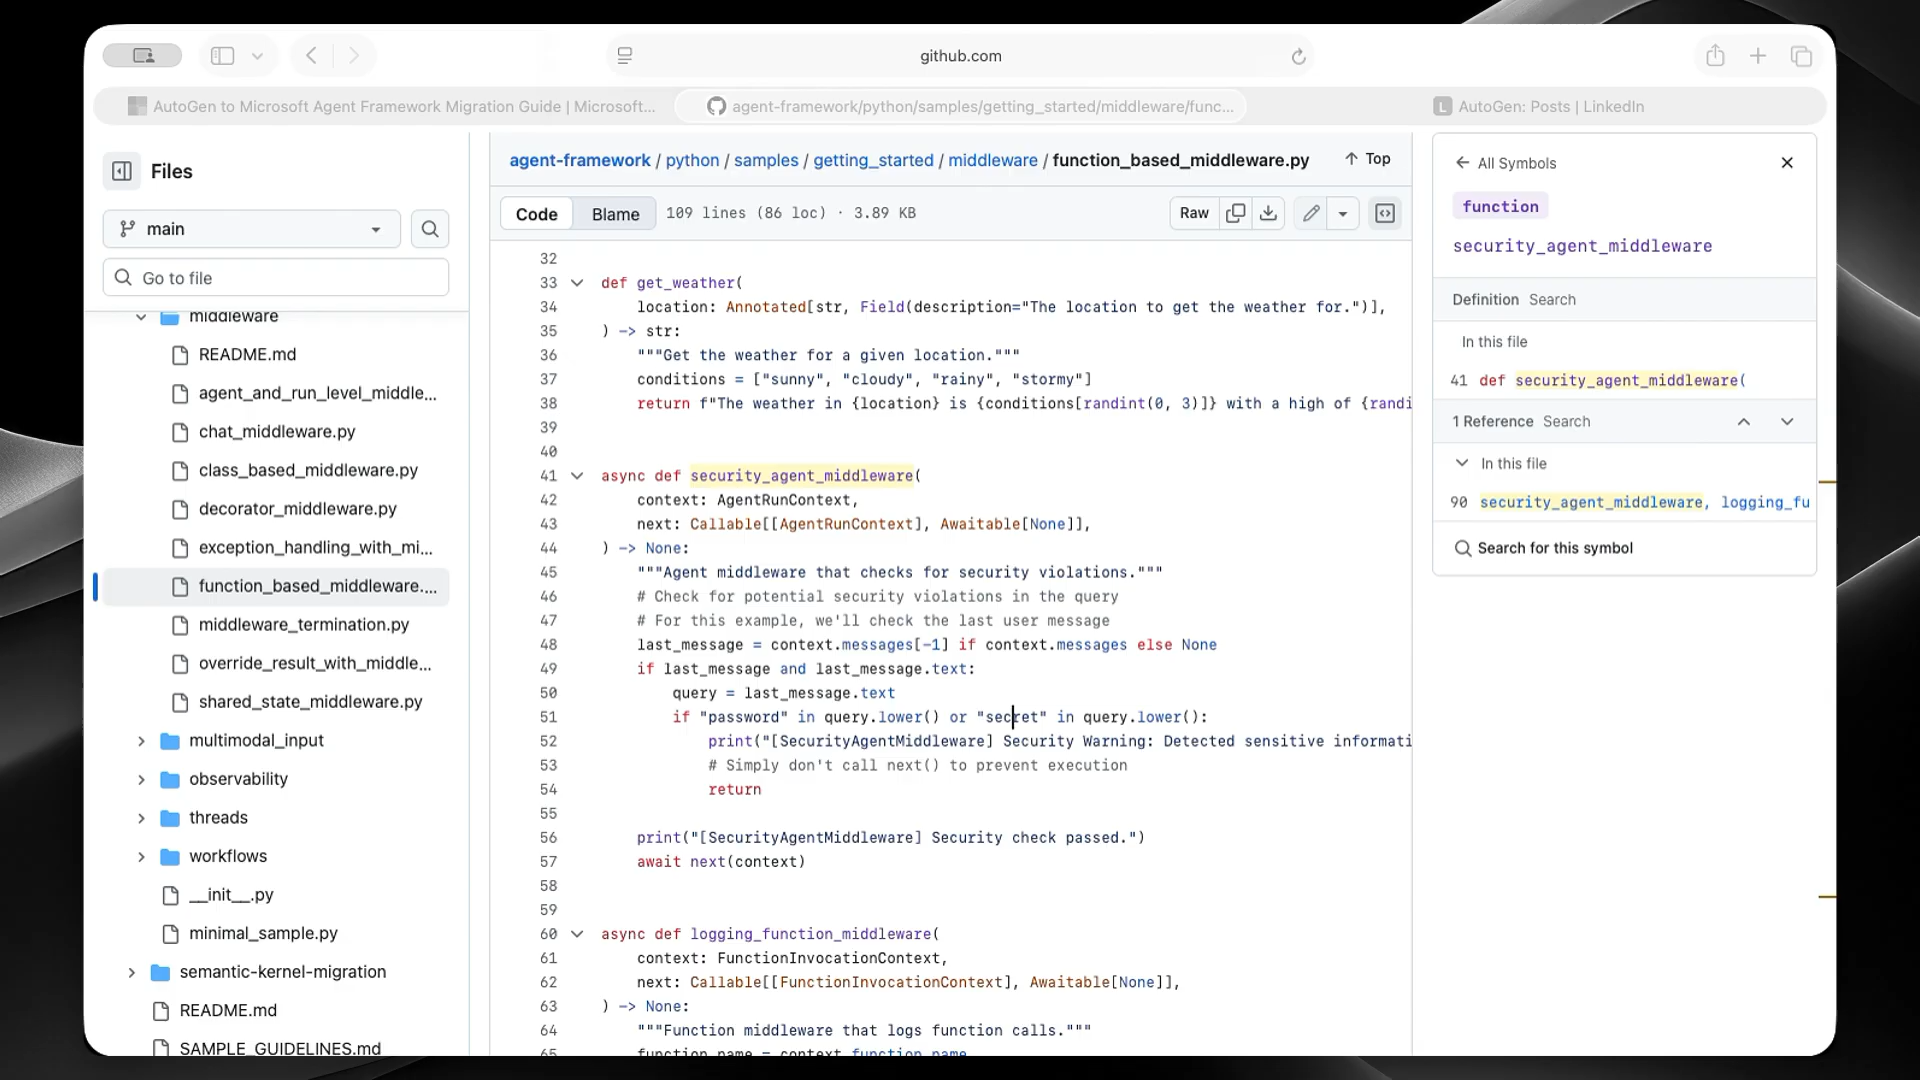 github.com
AutoGen to Microsoft Agent Framework Migration Guide | Microsoft...
agent-framework/python/samples/getting_started/middleware/func...
L AutoGen: Posts | LinkedIn
Files
main
Go to file
middleware
README.md
agent_and_run_level_middle...
chat_middleware.py
class_based_middleware.py
decorator_middleware.py
exception_handling_with_mi...
function_based_middleware....
middleware_termination.py
override_result_with_middle...
shared_state_middleware.py
multimodal_input
observability
threads
workflows
__init__.py
minimal_sample.py
semantic-kernel-migration
README.md
SAMPLE_GUIDELINES.md
agent-framework / python / samples / getting_started / middleware / function_based_middleware.py
Top
Code Blame 109 lines (86 loc) · 3.89 KB
Raw
32
33 def get_weather(
34 location: Annotated[str, Field(description="The location to get the weather for.")],
35 ) -> str:
36 """Get the weather for a given location."""
37 conditions = ["sunny", "cloudy", "rainy", "stormy"]
38 return f"The weather in {location} is {conditions[randint(0, 3)]} with a high of {randi
39
40
41 async def security_agent_middleware(
42 context: AgentRunContext,
43 next: Callable[[AgentRunContext], Awaitable[None]],
44 ) -> None:
45 """Agent middleware that checks for security violations."""
46 # Check for potential security violations in the query
47 # For this example, we'll check the last user message
48 last_message = context.messages[-1] if context.messages else None
49 if last_message and last_message.text:
50 query = last_message.text
51 if "password" in query.lower() or "secret" in query.lower():
52 print("[SecurityAgentMiddleware] Security Warning: Detected sensitive informati
53 # Simply don't call next() to prevent execution
54 return
55
56 print("[SecurityAgentMiddleware] Security check passed.")
57 await next(context)
58
59
60 async def logging_function_middleware(
61 context: FunctionInvocationContext,
62 next: Callable[[FunctionInvocationContext], Awaitable[None]],
63 ) -> None:
64 """Function middleware that logs function calls."""
65 function_name = context.function.name
All Symbols
function
security_agent_middleware
Definition Search
In this file
41 def security_agent_middleware(
1 Reference Search
In this file
90 security_agent_middleware, logging_fu
Search for this symbol